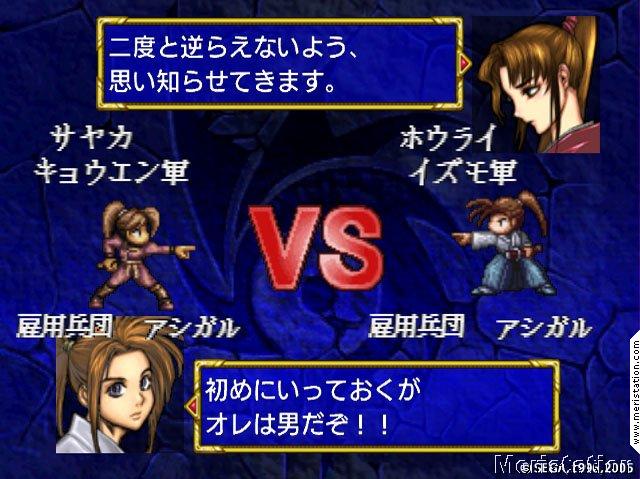 二度と逆らえないよう、
思い知らせてきます。
サヤカ
キョウエン軍
ホウライ
イズモ軍
VS
雇用兵団 アシガル
雇用兵団 アシガル
初めにいっておくが
オレは男だぞ！！
www.meristation.com
Meristation
©SEGA,1996,2005